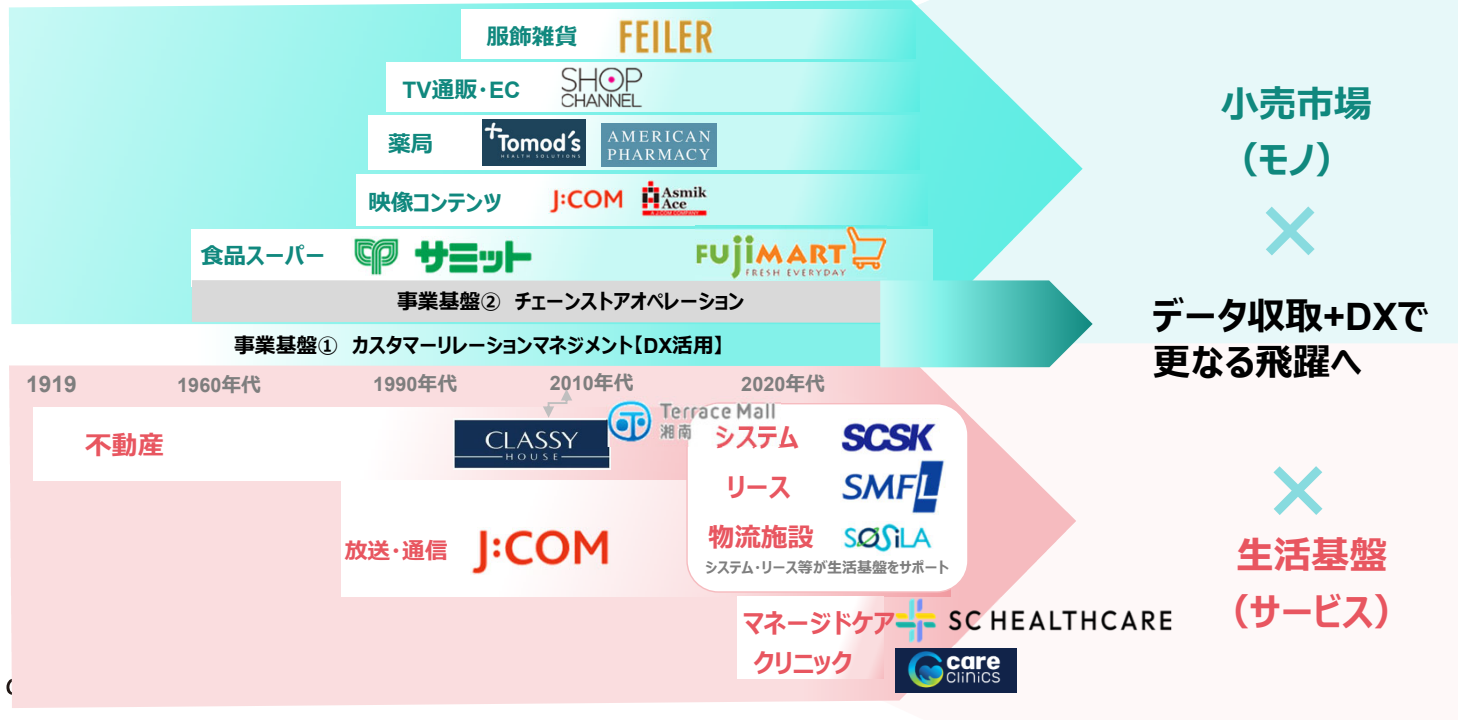 服飾雑貨 FEILER
TV通販・EC SHOP CHANNEL
薬局 Tomod's HEALTH SOLUTIONS AMERICAN PHARMACY
映像コンテンツ J:COM Asmik Ace A J:COM COMPANY
食品スーパー サミット FUJIMART FRESH EVERYDAY
事業基盤② チェーンストアオペレーション
事業基盤① カスタマーリレーションマネジメント【DX活用】
小売市場
（モノ）
×
データ収取+DXで
更なる飛躍へ
×
生活基盤
（サービス）
1919 1960年代 1990年代 2010年代 2020年代
不動産 CLASSY HOUSE Terrace Mall 湘南
放送・通信 J:COM
システム SCSK
リース SMFL
物流施設 SOSiLA
システム・リース等が生活基盤をサポート
マネージドケア SC HEALTHCARE
クリニック care clinics